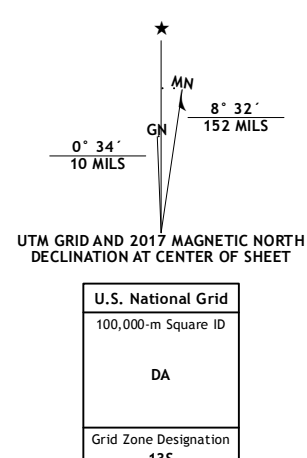 ★
MN
GN
8° 32´
152 MILS
0° 34´
10 MILS
UTM GRID AND 2017 MAGNETIC NORTH
DECLINATION AT CENTER OF SHEET
U.S. National Grid
100,000-m Square ID
DA
Grid Zone Designation
13S